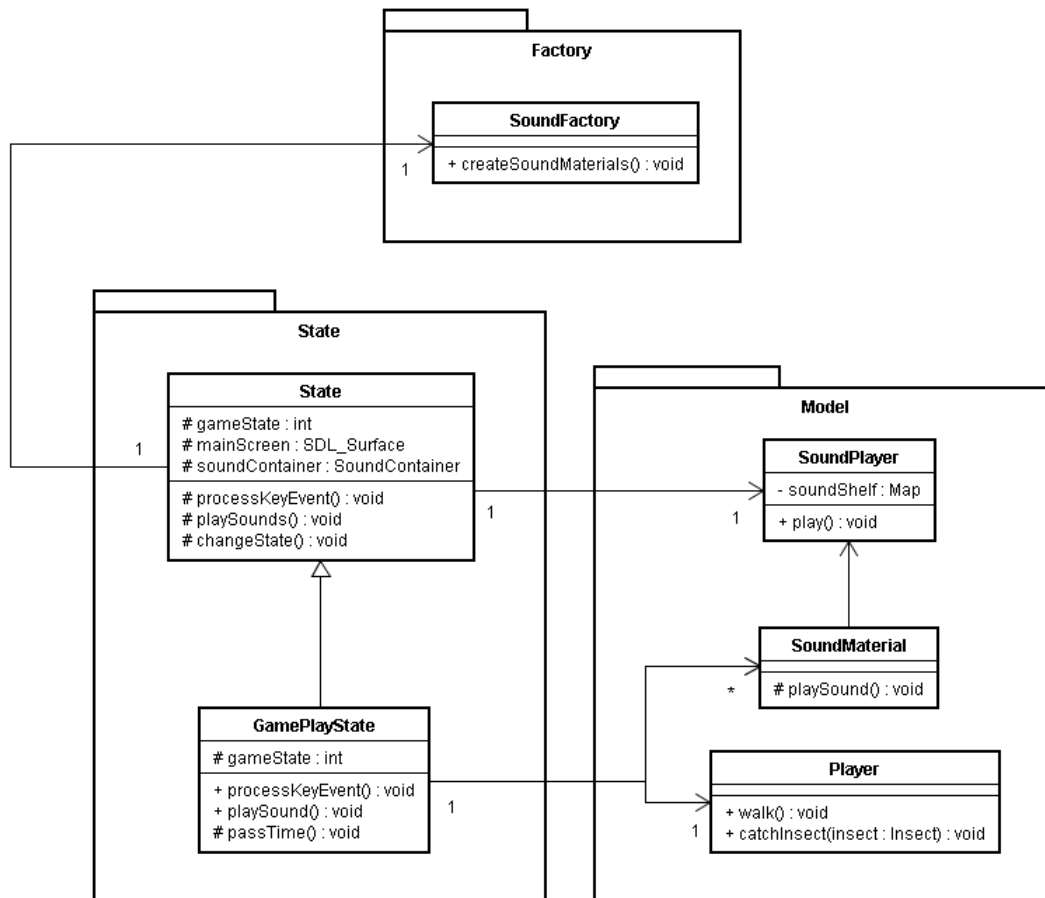 Factory
SoundFactory
+ createSoundMaterials() : void
1
State
State
# gameState : int
# mainScreen : SDL_Surface
# soundContainer : SoundContainer
# processKeyEvent() : void
# playSounds() : void
# changeState() : void
1
1
GamePlayState
# gameState : int
+ processKeyEvent() : void
+ playSound() : void
# passTime() : void
1
Model
SoundPlayer
- soundShelf : Map
+ play() : void
1
SoundMaterial
# playSound() : void
*
Player
+ walk() : void
+ catchInsect(insect : Insect) : void
1